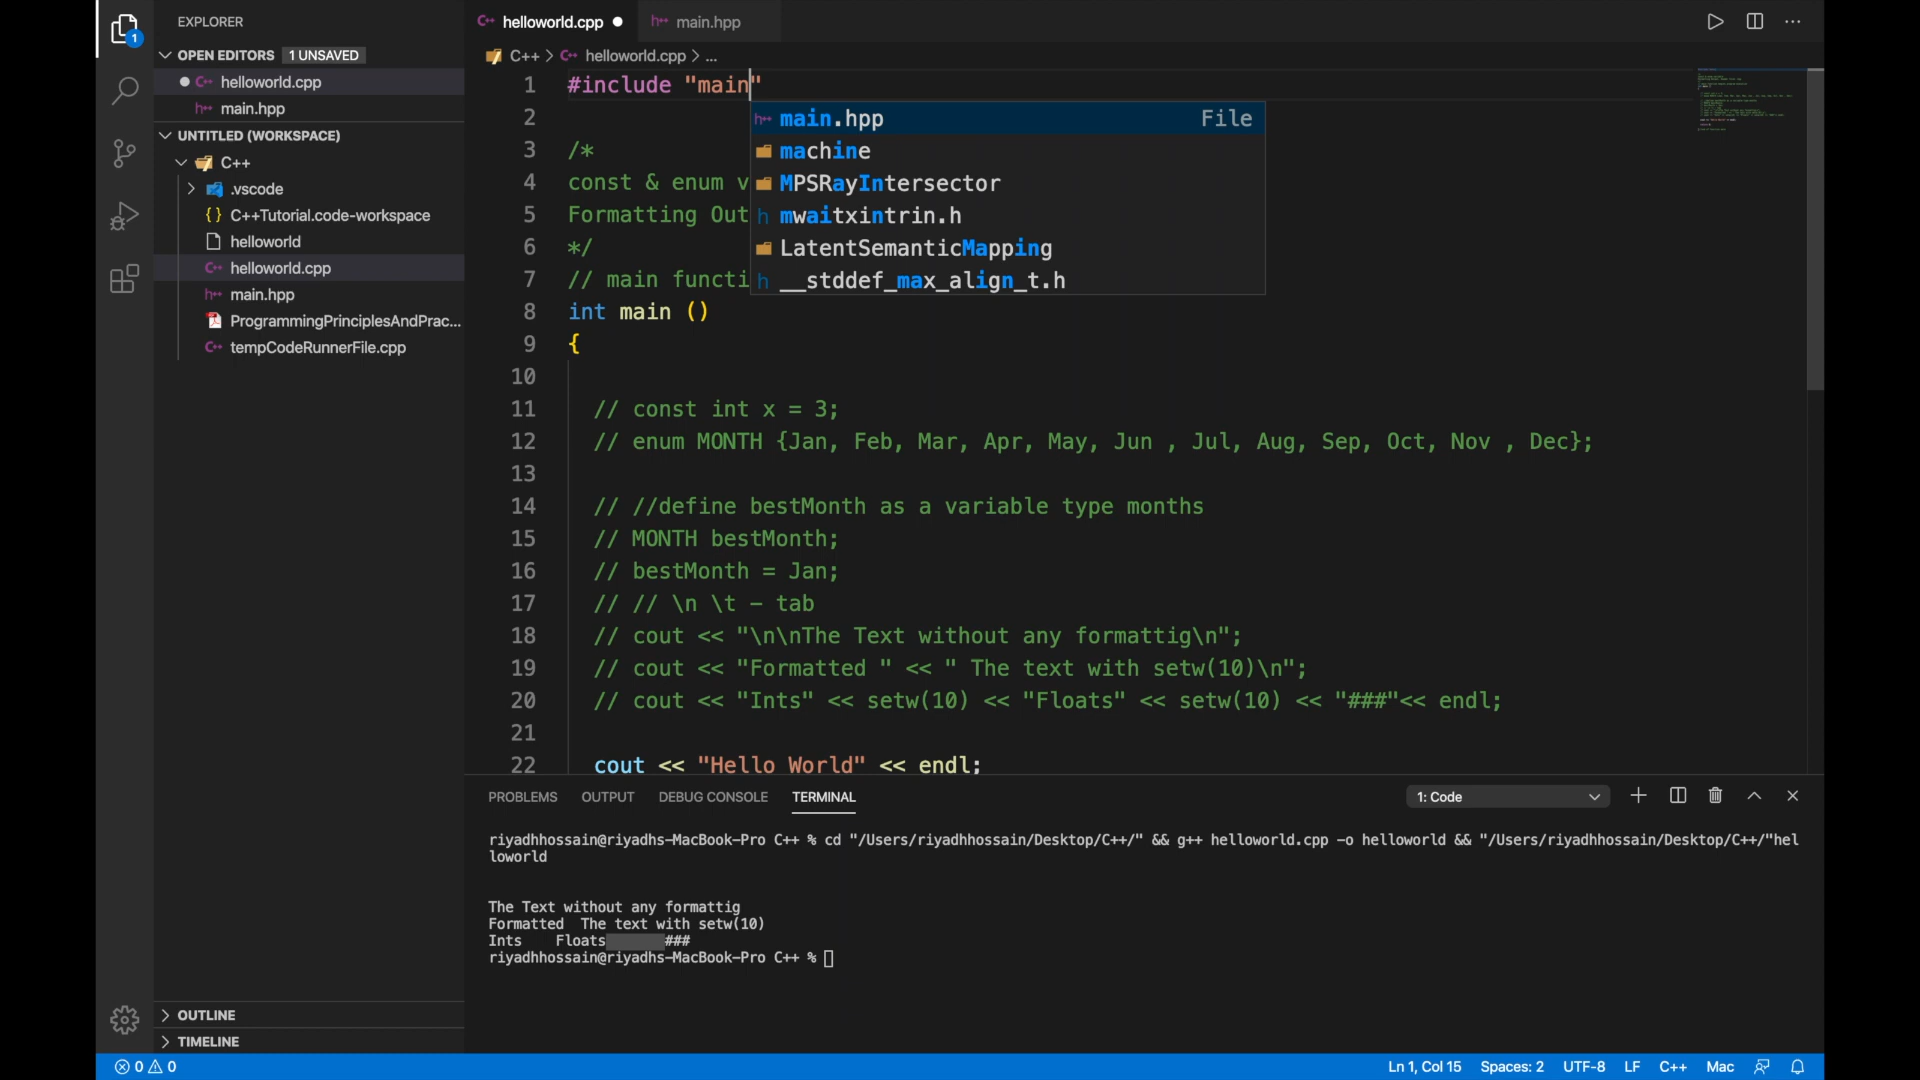 EXPLORER
helloworld.cpp
main.hpp
OPEN EDITORS 1 UNSAVED
C++ > helloworld.cpp > ...
helloworld.cpp
main.hpp
UNTITLED (WORKSPACE)
C++
.vscode
C++Tutorial.code-workspace
helloworld
helloworld.cpp
main.hpp
ProgrammingPrinciplesAndPrac...
tempCodeRunnerFile.cpp
OUTLINE
TIMELINE
1 #include "main"
main.hpp File
machine
MPSRayIntersector
mwaitxintrin.h
LatentSemanticMapping
__stddef_max_align_t.h
2
3 /*
4 const & enum v
5 Formatting Out
6 */
7 // main functi
8 int main ()
9 {
10
11 // const int x = 3;
12 // enum MONTH {Jan, Feb, Mar, Apr, May, Jun , Jul, Aug, Sep, Oct, Nov , Dec};
13
14 // //define bestMonth as a variable type months
15 // MONTH bestMonth;
16 // bestMonth = Jan;
17 // // \n \t - tab
18 // cout << "\n\nThe Text without any formattig\n";
19 // cout << "Formatted " << " The text with setw(10)\n";
20 // cout << "Ints" << setw(10) << "Floats" << setw(10) << "###"<< endl;
21
22 cout << "Hello World" << endl;
PROBLEMS OUTPUT DEBUG CONSOLE TERMINAL
1: Code
riyadhhossain@riyadhs-MacBook-Pro C++ % cd "/Users/riyadhhossain/Desktop/C++/" && g++ helloworld.cpp -o helloworld && "/Users/riyadhhossain/Desktop/C++/"hel
loworld
The Text without any formattig
Formatted  The text with setw(10)
Ints    Floats       ###
riyadhhossain@riyadhs-MacBook-Pro C++ %
0 0
Ln 1, Col 15 Spaces: 2 UTF-8 LF C++ Mac
1